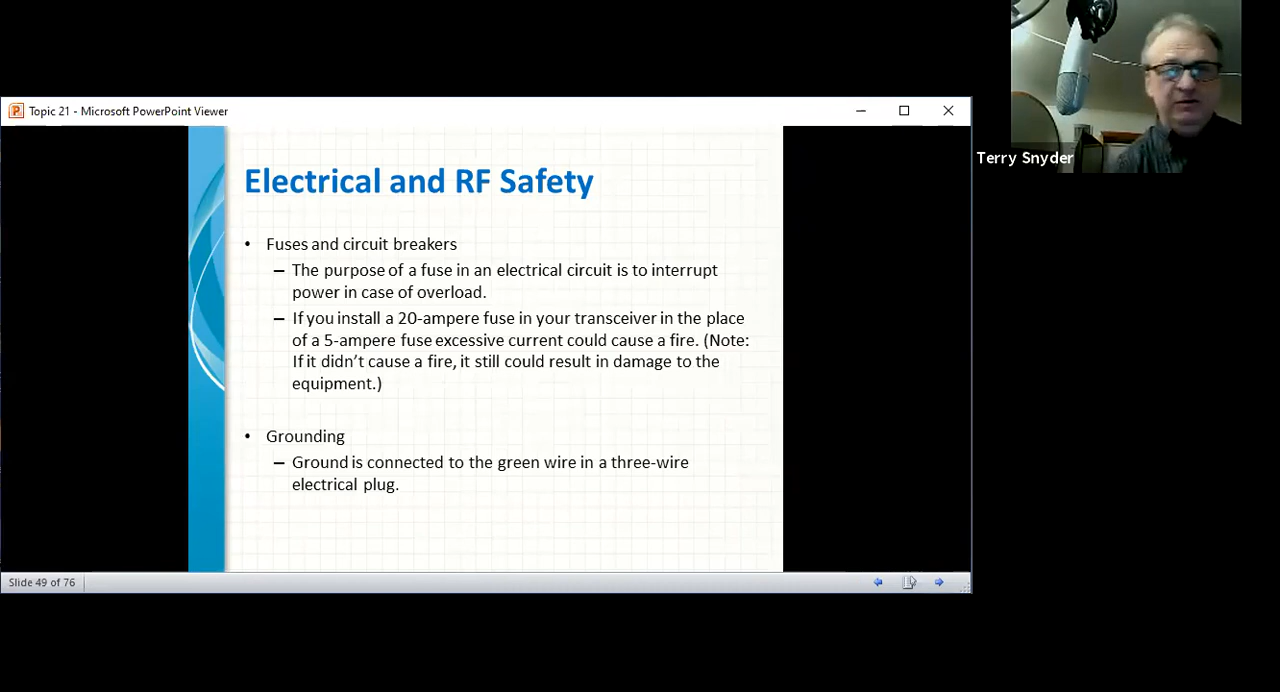 Topic 21 - Microsoft PowerPoint Viewer
Terry Snyder
Electrical and RF Safety
• Fuses and circuit breakers
– The purpose of a fuse in an electrical circuit is to interrupt
power in case of overload.
– If you install a 20-ampere fuse in your transceiver in the place
of a 5-ampere fuse excessive current could cause a fire. (Note:
If it didn't cause a fire, it still could result in damage to the
equipment.)
• Grounding
– Ground is connected to the green wire in a three-wire
electrical plug.
Slide 49 of 76